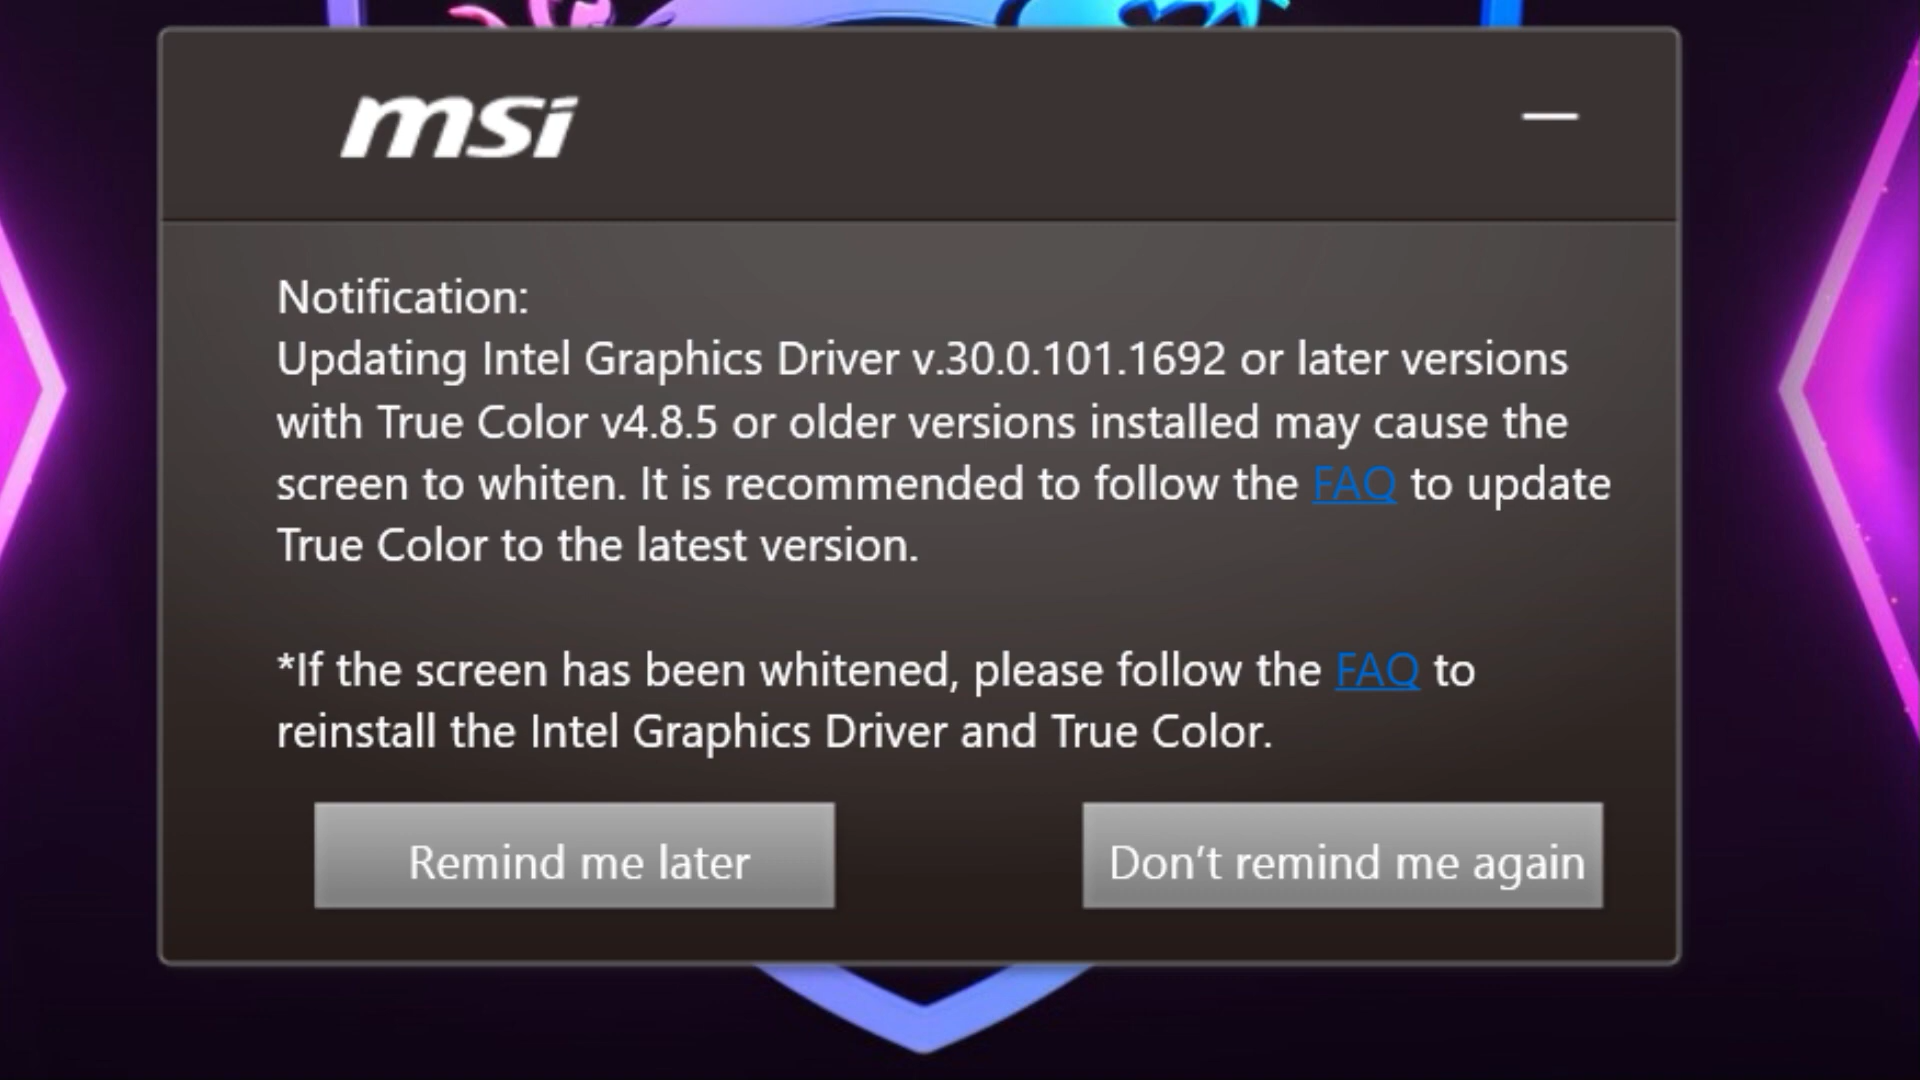 msi
Notification:
Updating Intel Graphics Driver v.30.0.101.1692 or later versions
with True Color v4.8.5 or older versions installed may cause the
screen to whiten. It is recommended to follow the FAQ to update
True Color to the latest version.
*If the screen has been whitened, please follow the FAQ to
reinstall the Intel Graphics Driver and True Color.
Remind me later
Don’t remind me again